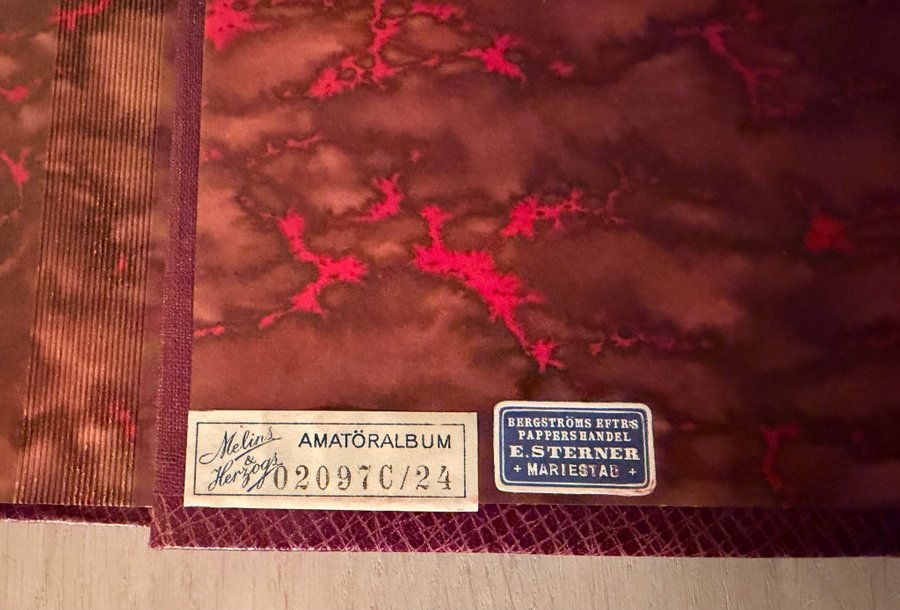 Melins
&
Herzogs
AMATÖRALBUM
02097C/24
BERGSTRÖMS EFTR:S
PAPPERSHANDEL
E. STERNER
+ MARIESTAD +